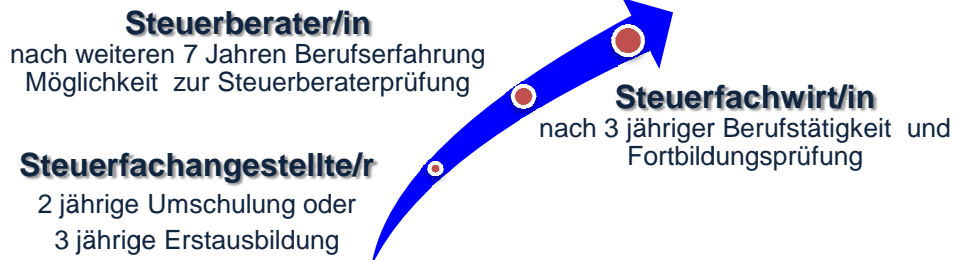 Steuerberater/in
nach weiteren 7 Jahren Berufserfahrung
Möglichkeit zur Steuerberaterprüfung
Steuerfachwirt/in
nach 3 jähriger Berufstätigkeit und
Fortbildungsprüfung
Steuerfachangestellte/r
2 jährige Umschulung oder
3 jährige Erstausbildung